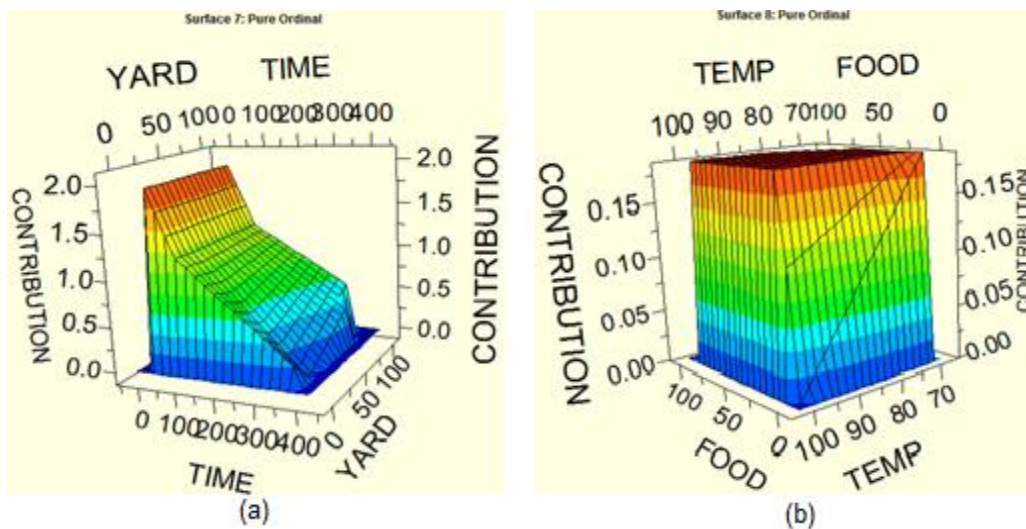 Surface 7: Pure Ordinal
YARD TIME
0 50 100 0 100 200 300 400
2.0 1.5 1.0 0.5 0.0
CONTRIBUTION
2.0 1.5 1.0 0.5 0.0
CONTRIBUTION
0 100 200 300 400
TIME
0 50 100
YARD
(a)
Surface 8: Pure Ordinal
TEMP FOOD
100 90 80 70 100 50 0
0.15 0.10 0.05 0.00
CONTRIBUTION
0.15 0.10 0.05 0.00
CONTRIBUTION
100 50 0
FOOD
100 90 80 70
TEMP
(b)